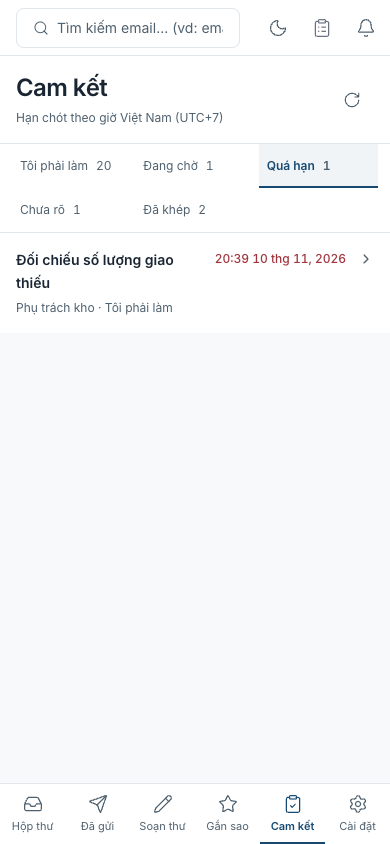 Tìm kiếm email... (vd: ema
Cam kết
Hạn chót theo giờ Việt Nam (UTC+7)
Tôi phải làm 20
Đang chờ 1
Quá hạn 1
Chưa rõ 1
Đã khép 2
Đối chiếu số lượng giao thiếu
20:39 10 thg 11, 2026
Phụ trách kho · Tôi phải làm
Hộp thư
Đã gửi
Soạn thư
Gắn sao
Cam kết
Cài đặt